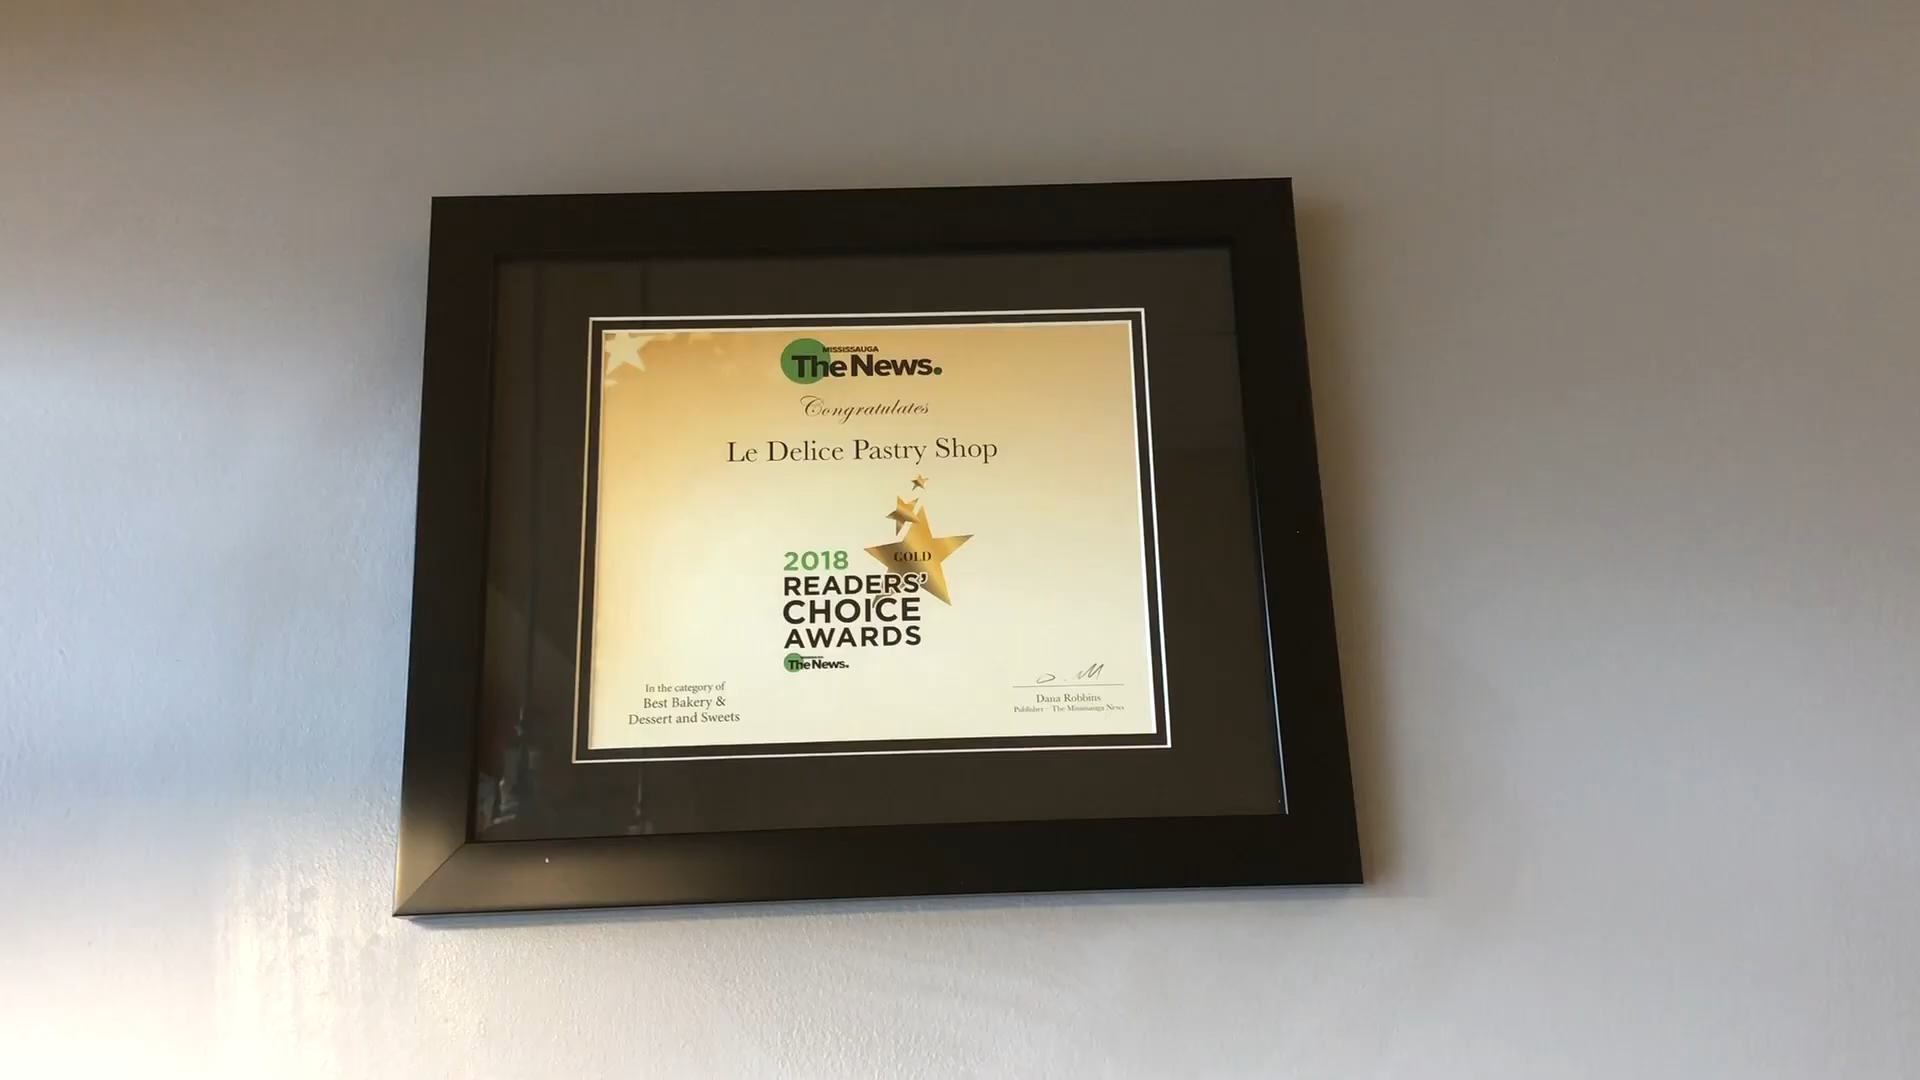 MISSISSAUGA
The News.
Congratulates
Le Delice Pastry Shop
GOLD
2018
READERS'
CHOICE
AWARDS
The News.
In the category of
Best Bakery &
Dessert and Sweets
Dana Robbins
Publisher - The Mississauga News